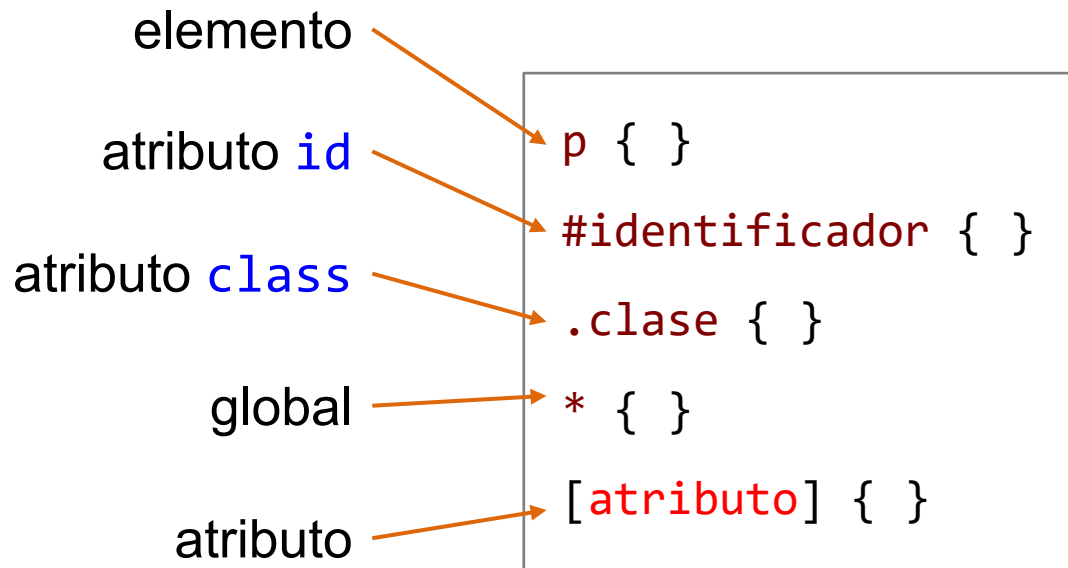 elemento
p { }
atributo id
#identificador { }
atributo class
.clase { }
global
* { }
atributo
[atributo] { }